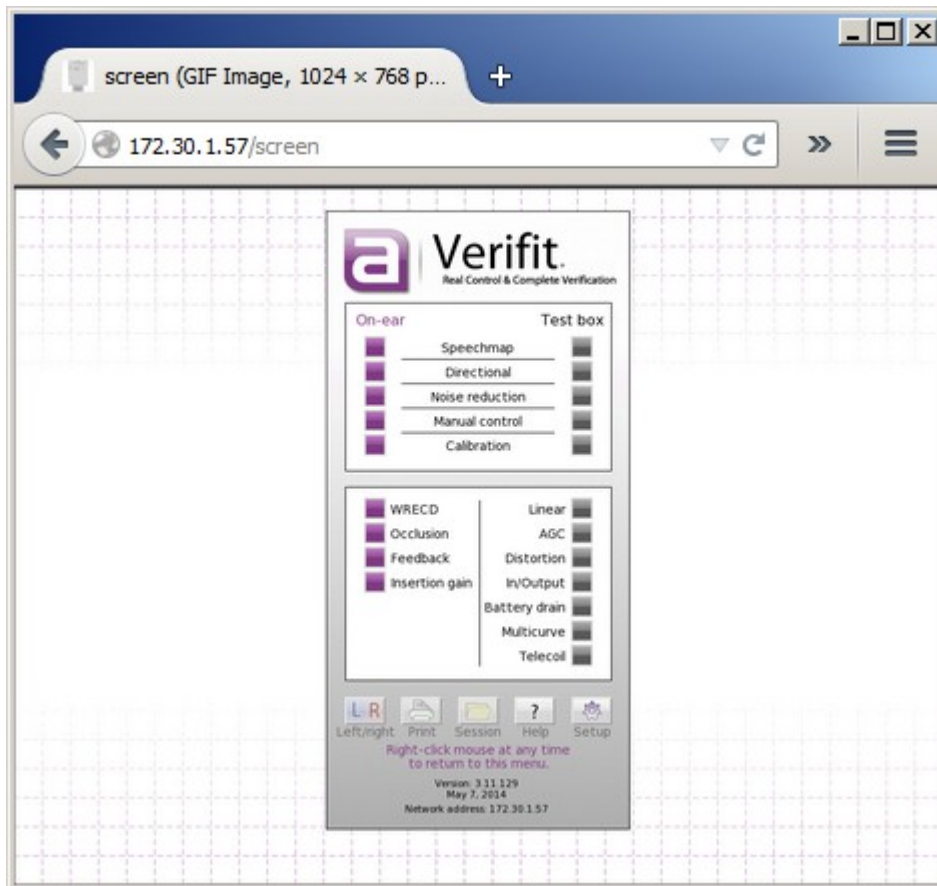 screen (GIF Image, 1024 × 768 p...
172.30.1.57/screen
a Verifit™
Real Control & Complete Verification
On-ear Test box
Speechmap
Directional
Noise reduction
Manual control
Calibration
WRECD Linear
Occlusion AGC
Feedback Distortion
Insertion gain In/Output
Battery drain
Multicurve
Telecoil
L R ?
Left/right Print Session Help Setup
Right-click mouse at any time
to return to this menu.
Version: 3.11.129
May 7, 2014
Network address: 172.30.1.57